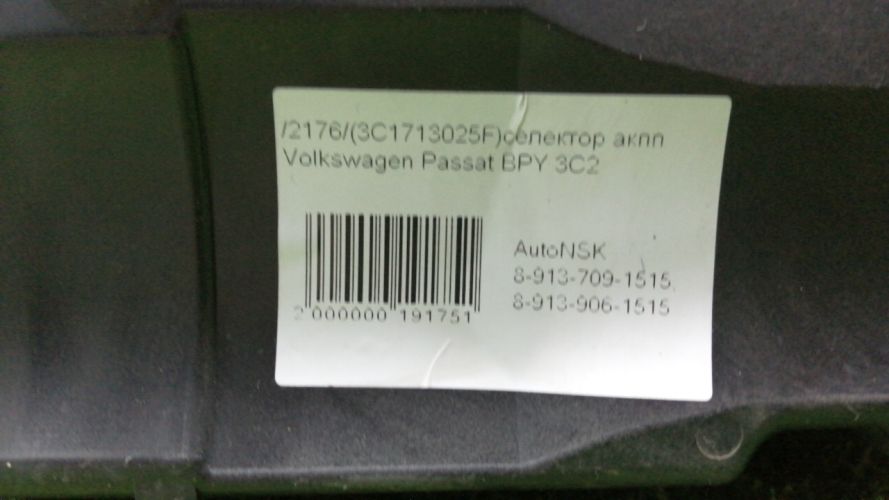 /2176/(3C1713025F)селектор акпп
Volkswagen Passat BPY 3C2
AutoNSK
8-913-709-1515,
8-913-906-1515
2 000000 191751